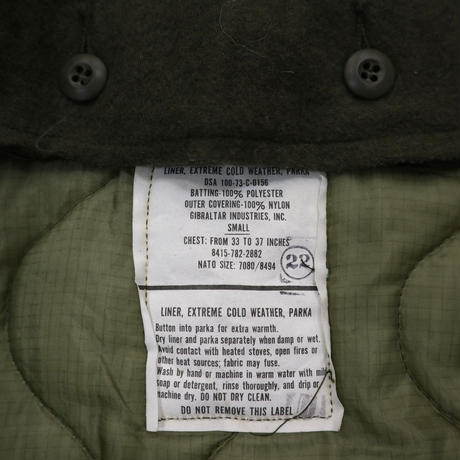 LINER, EXTREME COLD WEATHER, PARKA
DSA 100-73-C-0156
BATTING-100% POLYESTER
OUTER COVERING-100% NYLON
GIBRALTAR INDUSTRIES, INC.
SMALL
CHEST: FROM 33 TO 37 INCHES
8415-782-2882
NATO SIZE: 7080/8494
22
LINER, EXTREME COLD WEATHER, PARKA
Button into parka for extra warmth.
Dry liner and parka separately when damp or wet.
Avoid contact with heated stoves, open fires or
other heat sources; fabric may fuse.
Wash by hand or machine in warm water with mild
soap or detergent, rinse thoroughly, and drip or
machine dry. DO NOT DRY CLEAN.
DO NOT REMOVE THIS LABEL